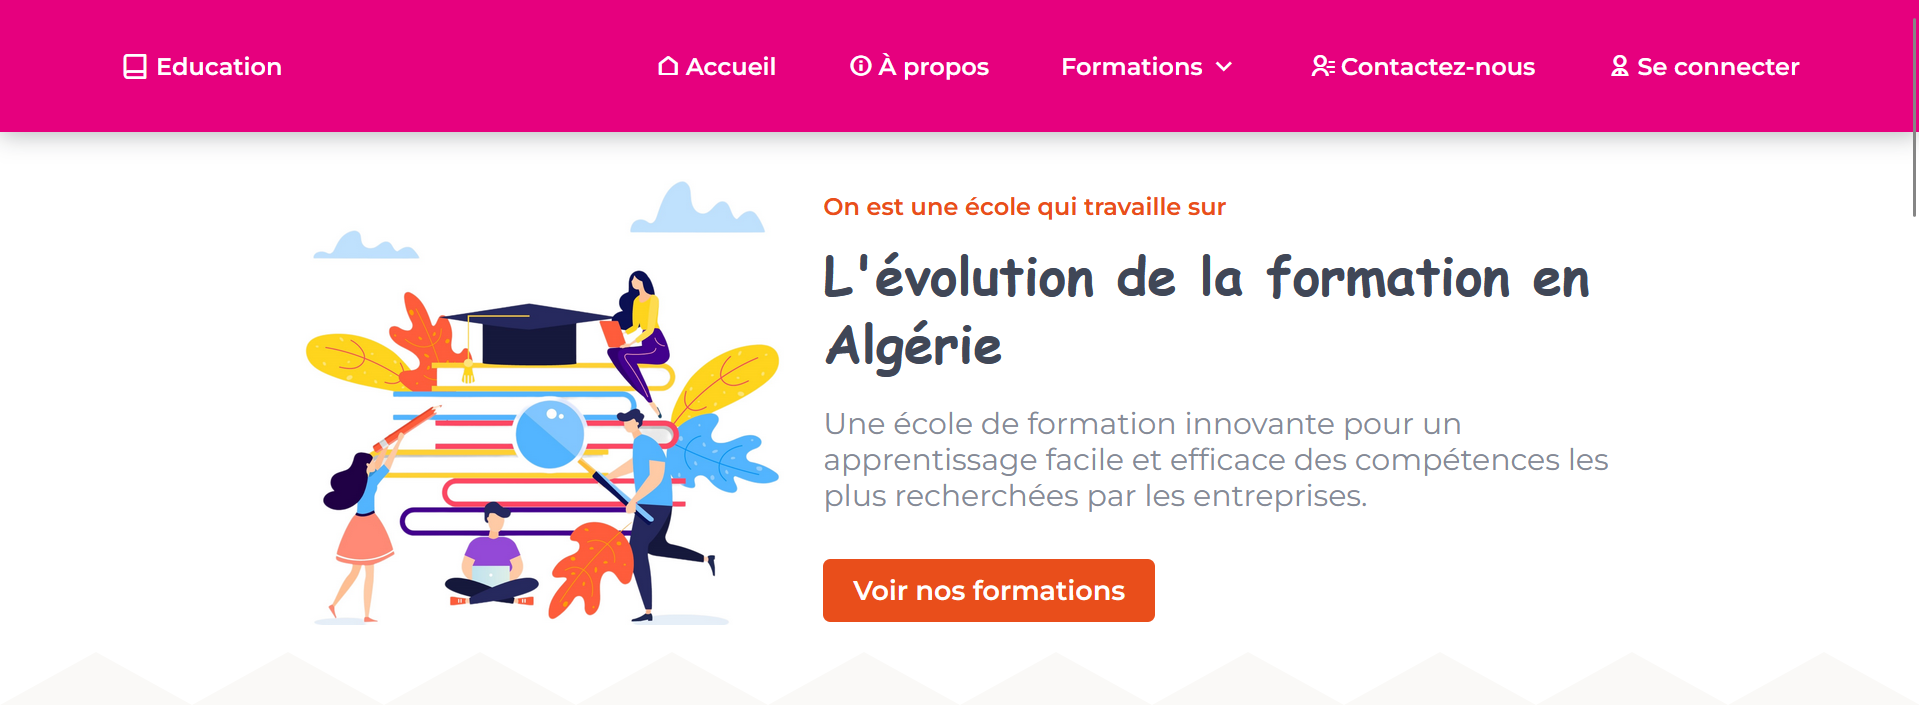 Education
Accueil
À propos
Formations
Contactez-nous
Se connecter
On est une école qui travaille sur
L'évolution de la formation en
Algérie
Une école de formation innovante pour un
apprentissage facile et efficace des compétences les
plus recherchées par les entreprises.
Voir nos formations